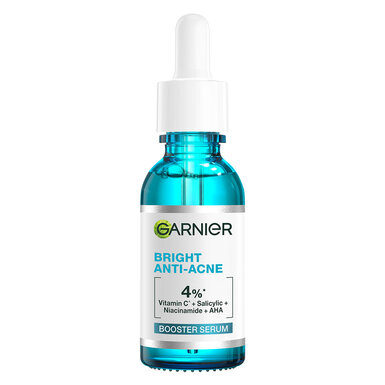 GARNIER
BRIGHT
ANTI-ACNE
4%*
Vitamin C* + Salicylic +
Niacinamide + AHA
BOOSTER SERUM